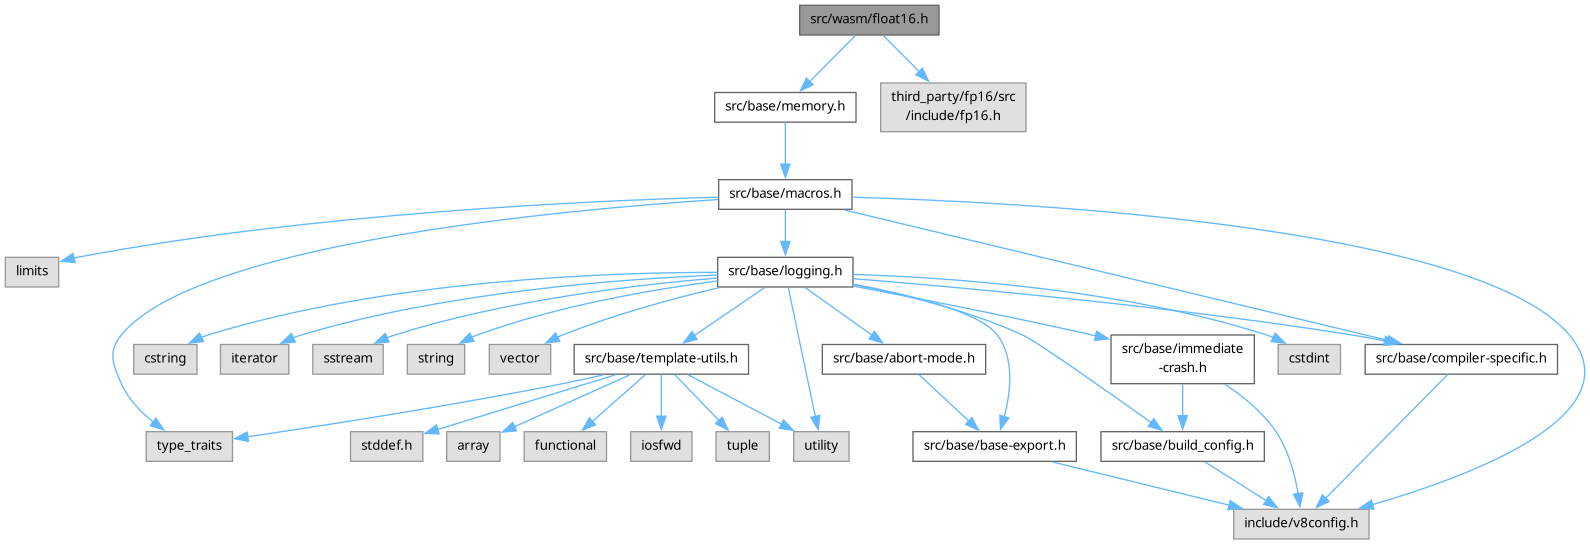 src/wasm/float16.h
src/base/memory.h
third_party/fp16/src
/include/fp16.h
src/base/macros.h
limits
src/base/logging.h
cstring
iterator
sstream
string
vector
src/base/template-utils.h
src/base/abort-mode.h
src/base/immediate
-crash.h
cstdint
src/base/compiler-specific.h
type_traits
stddef.h
array
functional
iosfwd
tuple
utility
src/base/base-export.h
src/base/build_config.h
include/v8config.h